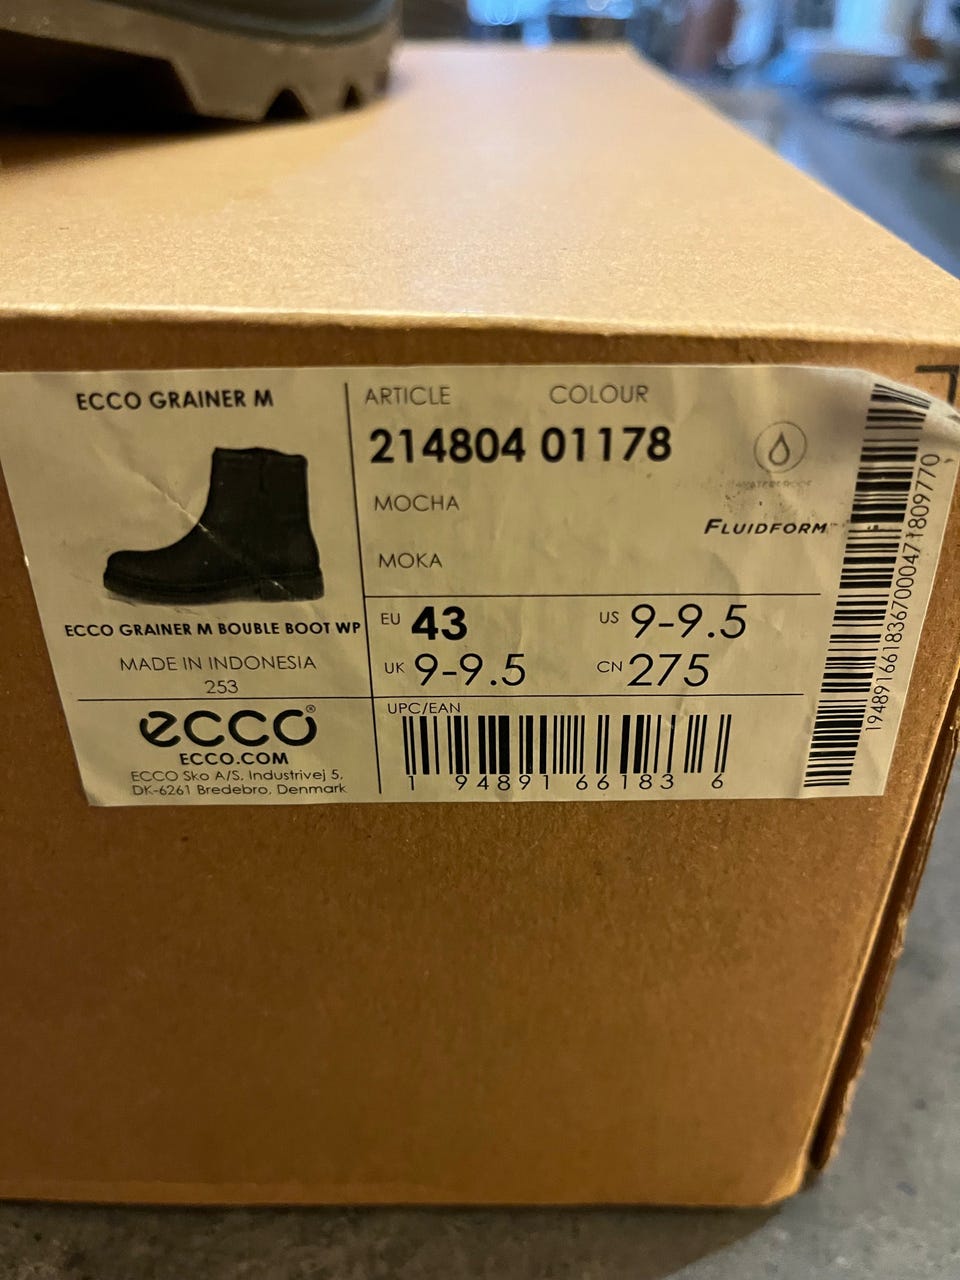 ECCO GRAINER M
ECCO GRAINER M BOUBLE BOOT WP
MADE IN INDONESIA
253
ecco®
ECCO.COM
ECCO Sko A/S. Industrivej 5.
DK-6261 Bredebro, Denmark
ARTICLE COLOUR
214804 01178
MOCHA
MOKA
WATERPROOF
FLUIDFORM™
EU 43 US 9-9.5
UK 9-9.5 CN 275
UPC/EAN
1 94891 66183 6
1948916618367000471809770